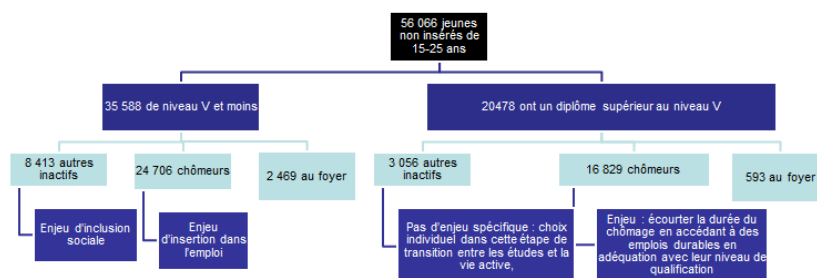 56 066 jeunes
non insérés de
15-25 ans
35 588 de niveau V et moins
20478 ont un diplôme supérieur au niveau V
8 413 autres
inactifs
24 706 chômeurs
2 469 au foyer
3 056 autres
inactifs
16 829 chômeurs
593 au foyer
Enjeu d'inclusion
sociale
Enjeu
d'insertion dans
l'emploi
Pas d'enjeu spécifique : choix
individuel dans cette étape de
transition entre les études et la
vie active,
Enjeu : écourter la durée du
chômage en accédant à des
emplois durables en
adéquation avec leur niveau de
qualification